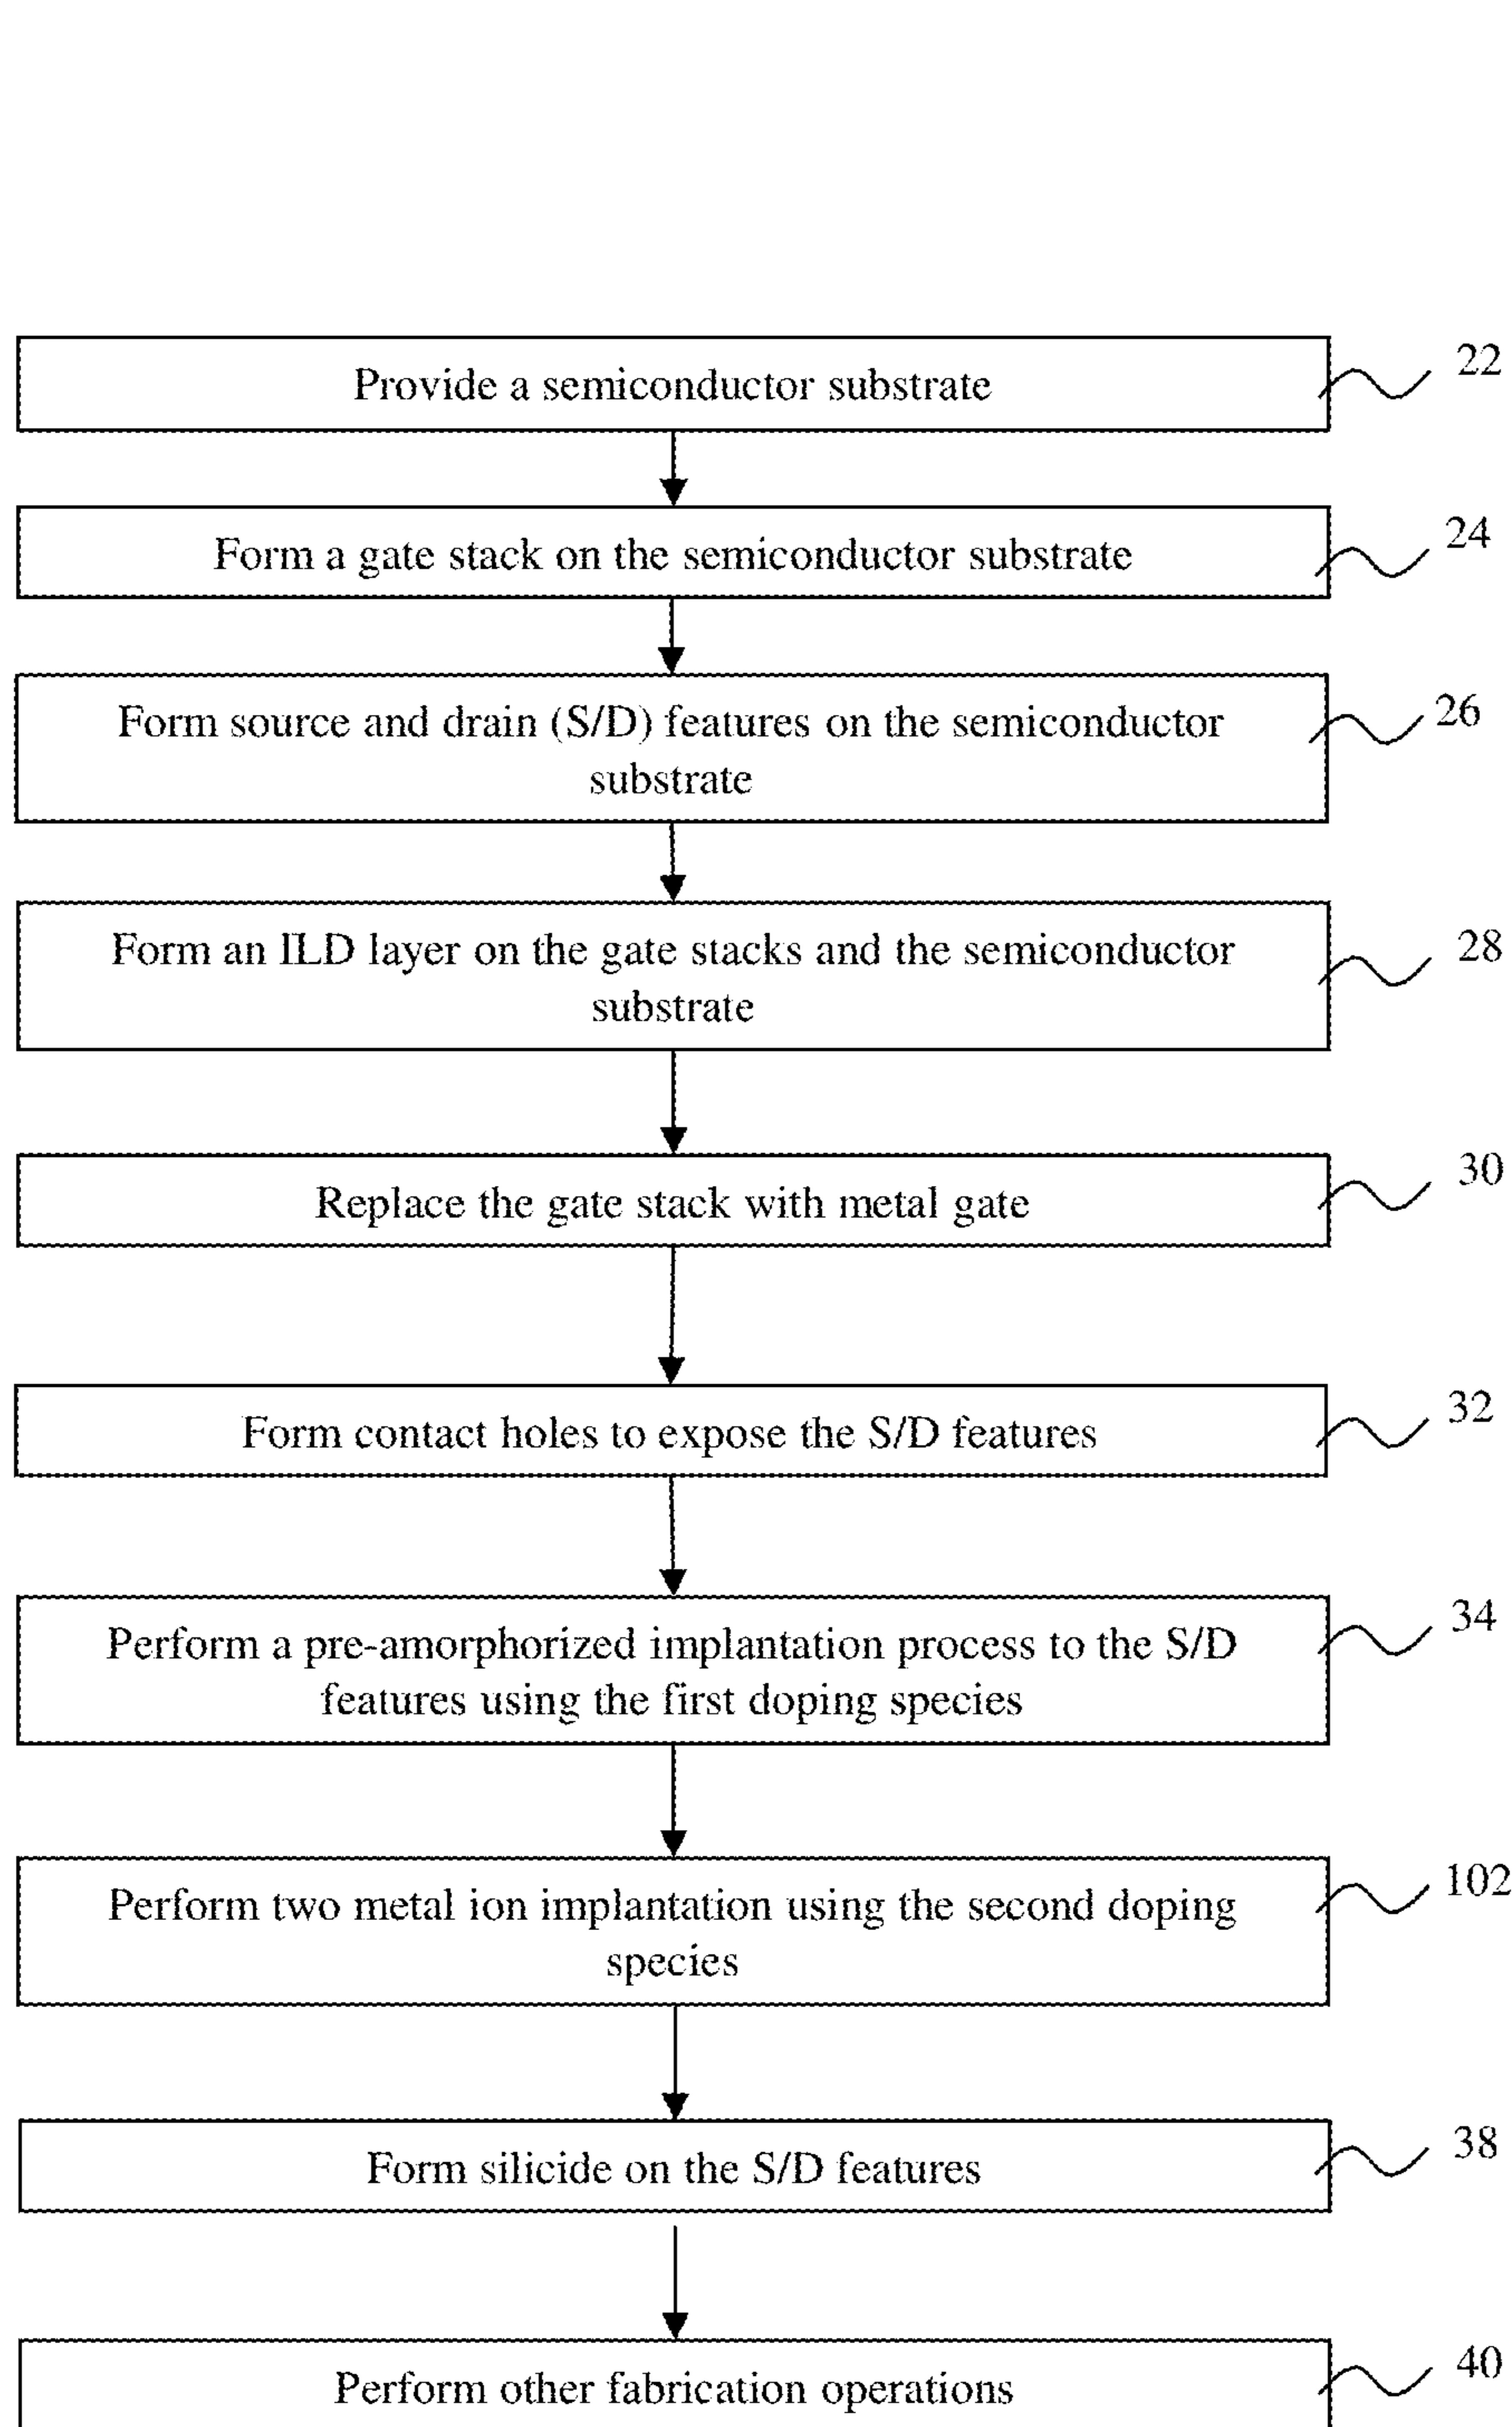 Provide a semiconductor substrate
22
Form a gate stack on the semiconductor substrate
24
Form source and drain (S/D) features on the semiconductor
substrate
26
Form an ILD layer on the gate stacks and the semiconductor
substrate
28
Replace the gate stack with metal gate
30
Form contact holes to expose the S/D features
32
Perform a pre-amorphorized implantation process to the S/D
features using the first doping species
34
Perform two metal ion implantation using the second doping
species
102
Form silicide on the S/D features
38
Perform other fabrication operations
40